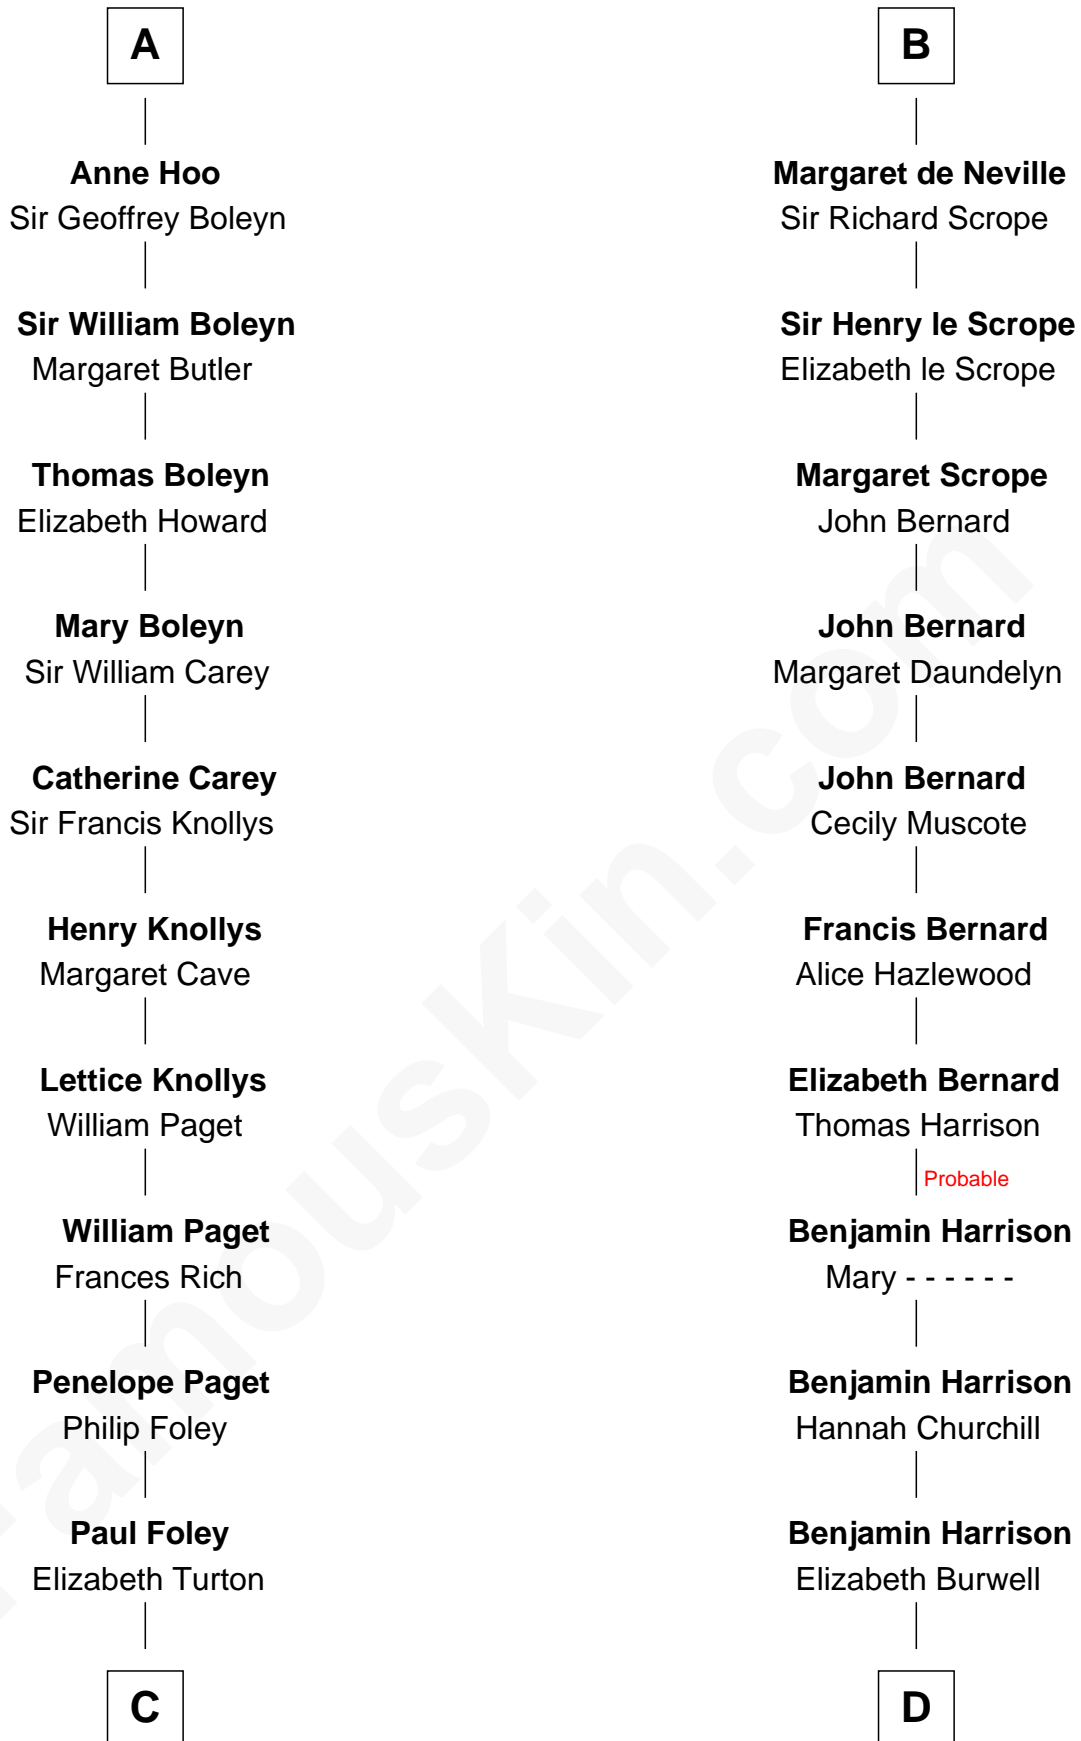 A
Anne Hoo
Sir Geoffrey Boleyn
Sir William Boleyn
Margaret Butler
Thomas Boleyn
Elizabeth Howard
Mary Boleyn
Sir William Carey
Catherine Carey
Sir Francis Knollys
Henry Knollys
Margaret Cave
Lettice Knollys
William Paget
William Paget
Frances Rich
Penelope Paget
Philip Foley
Paul Foley
Elizabeth Turton
C
B
Margaret de Neville
Sir Richard Scrope
Sir Henry le Scrope
Elizabeth le Scrope
Margaret Scrope
John Bernard
John Bernard
Margaret Daundelyn
John Bernard
Cecily Muscote
Francis Bernard
Alice Hazlewood
Elizabeth Bernard
Thomas Harrison
Probable
Benjamin Harrison
Mary - - - - - -
Benjamin Harrison
Hannah Churchill
Benjamin Harrison
Elizabeth Burwell
D
FamousKin.com